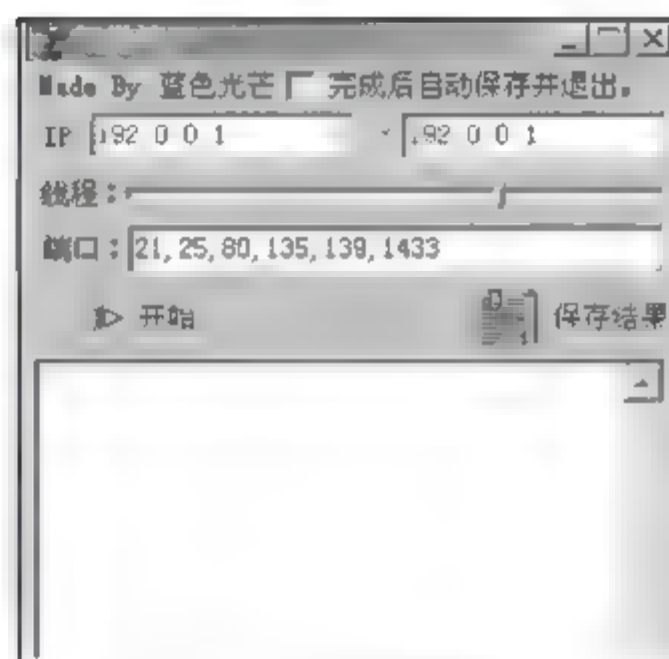 Made By 蓝色光芒 完成后自动保存并退出。
IP 192 0 0 1 - 192 0 0 1
线程：
端口：21,25,80,135,139,1433
开始 保存结果